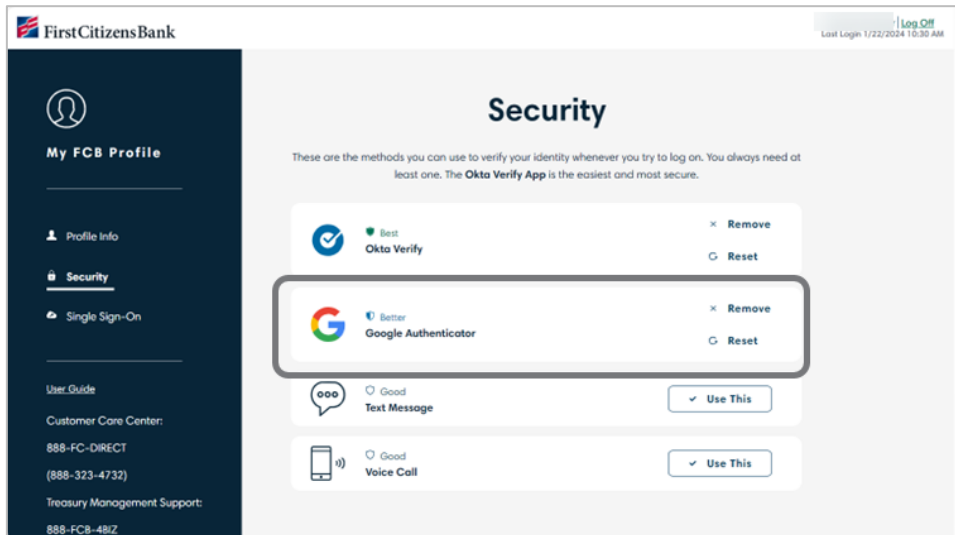 First Citizens Bank
Log Off
Last Login 1/22/2024 10:30 AM
My FCB Profile
Profile Info
Security
Single Sign-On
User Guide
Customer Care Center:
888-FC-DIRECT
(888-323-4732)
Treasury Management Support:
888-FCB-4BIZ
Security
These are the methods you can use to verify your identity whenever you try to log on. You always need at
least one. The Okta Verify App is the easiest and most secure.
Best
Okta Verify
Remove
Reset
Better
Google Authenticator
Remove
Reset
Good
Text Message
Use This
Good
Voice Call
Use This